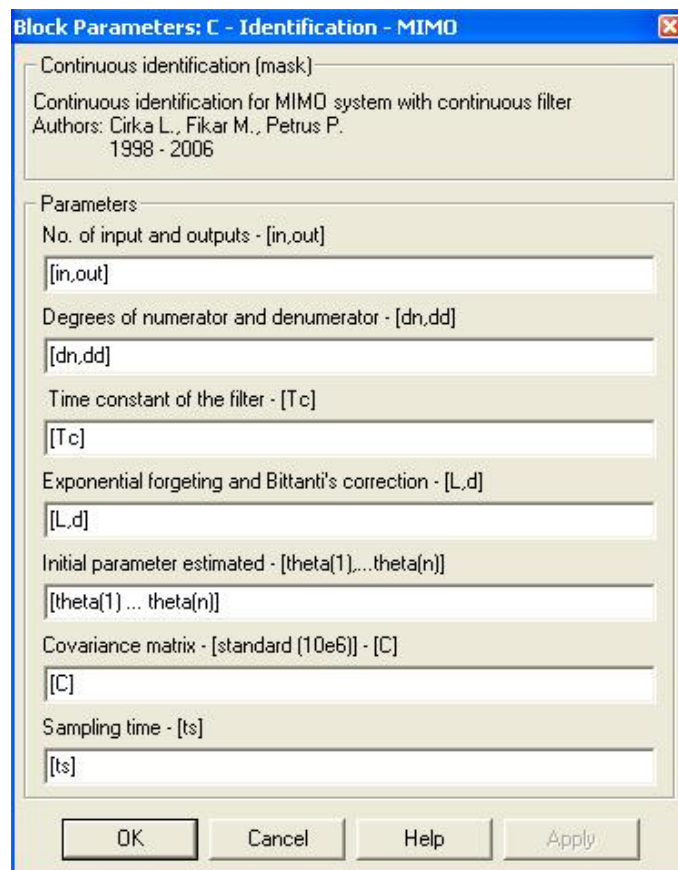 Block Parameters: C - Identification - MIMO
Continuous identification (mask)
Continuous identification for MIMO system with continuous filter
Authors: Cirka L., Fikar M., Petrus P.
1998 - 2006
Parameters
No. of input and outputs - [in,out]
[in,out]
Degrees of numerator and denumerator - [dn,dd]
[dn,dd]
Time constant of the filter - [Tc]
[Tc]
Exponential forgeting and Bittanti's correction - [L,d]
[L,d]
Initial parameter estimated - [theta(1),...theta(n)]
[theta(1) ... theta(n)]
Covariance matrix - [standard (10e6)] - [C]
[C]
Sampling time - [ts]
[ts]
OK Cancel Help Apply